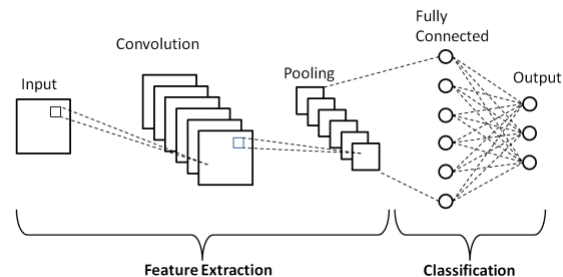 Input
Convolution
Pooling
Fully
Connected
Output
Feature Extraction
Classification